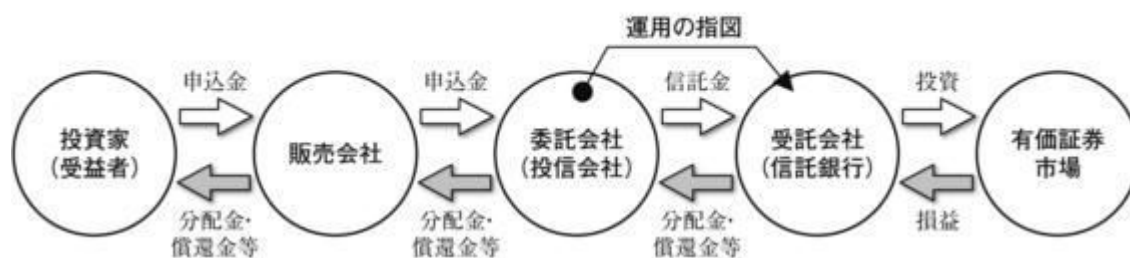 運用の指図
申込金
申込金
信託金
投資
投資家
(受益者)
販売会社
委託会社
(投信会社)
受託会社
(信託銀行)
有価証券
市場
分配金・
償還金等
分配金・
償還金等
分配金・
償還金等
損益